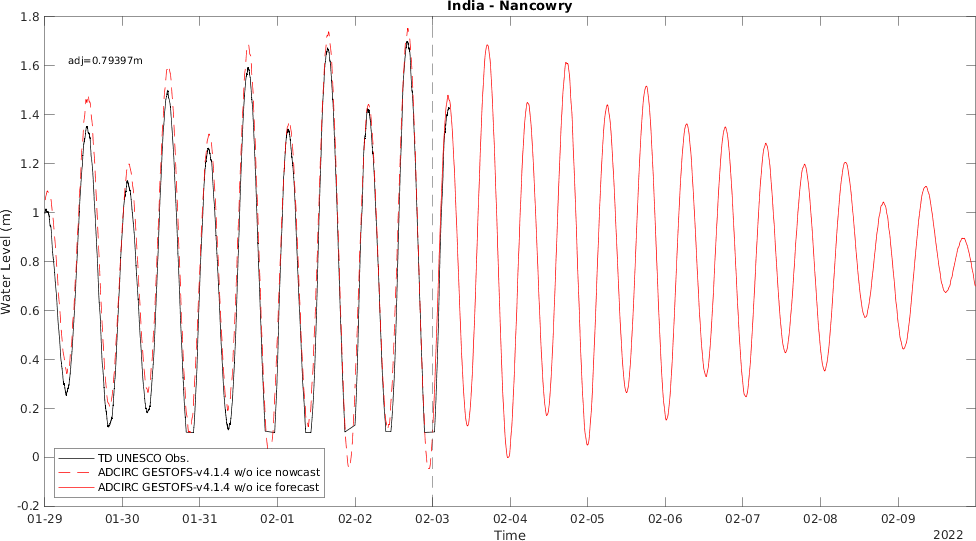 India - Nancowry
1.8
1.6
1.4
1.2
1
0.8
0.6
0.4
0.2
0
-0.2
Water Level (m)
adj=0.79397m
TD UNESCO Obs.
ADCIRC GESTOFS-v4.1.4 w/o ice nowcast
ADCIRC GESTOFS-v4.1.4 w/o ice forecast
01-29 01-30 01-31 02-01 02-02 02-03 02-04 02-05 02-06 02-07 02-08 02-09
Time
2022